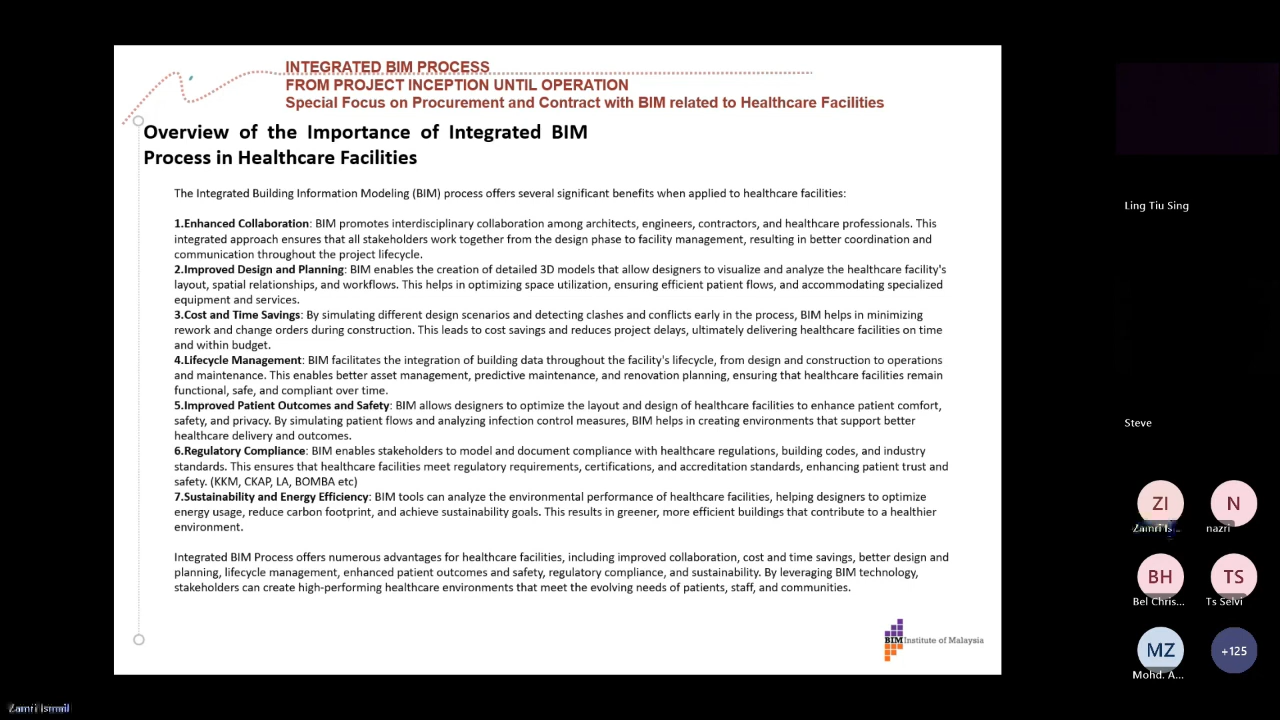 INTEGRATED BIM PROCESS
FROM PROJECT INCEPTION UNTIL OPERATION
Special Focus on Procurement and Contract with BIM related to Healthcare Facilities
Overview of the Importance of Integrated BIM
Process in Healthcare Facilities
The Integrated Building Information Modeling (BIM) process offers several significant benefits when applied to healthcare facilities:
1.Enhanced Collaboration: BIM promotes interdisciplinary collaboration among architects, engineers, contractors, and healthcare professionals. This
integrated approach ensures that all stakeholders work together from the design phase to facility management, resulting in better coordination and
communication throughout the project lifecycle.
2.Improved Design and Planning: BIM enables the creation of detailed 3D models that allow designers to visualize and analyze the healthcare facility's
layout, spatial relationships, and workflows. This helps in optimizing space utilization, ensuring efficient patient flows, and accommodating specialized
equipment and services.
3.Cost and Time Savings: By simulating different design scenarios and detecting clashes and conflicts early in the process, BIM helps in minimizing
rework and change orders during construction. This leads to cost savings and reduces project delays, ultimately delivering healthcare facilities on time
and within budget.
4.Lifecycle Management: BIM facilitates the integration of building data throughout the facility's lifecycle, from design and construction to operations
and maintenance. This enables better asset management, predictive maintenance, and renovation planning, ensuring that healthcare facilities remain
functional, safe, and compliant over time.
5.Improved Patient Outcomes and Safety: BIM allows designers to optimize the layout and design of healthcare facilities to enhance patient comfort,
safety, and privacy. By simulating patient flows and analyzing infection control measures, BIM helps in creating environments that support better
healthcare delivery and outcomes.
6.Regulatory Compliance: BIM enables stakeholders to model and document compliance with healthcare regulations, building codes, and industry
standards. This ensures that healthcare facilities meet regulatory requirements, certifications, and accreditation standards, enhancing patient trust and
safety. (KKM, CKAP, LA, BOMBA etc)
7.Sustainability and Energy Efficiency: BIM tools can analyze the environmental performance of healthcare facilities, helping designers to optimize
energy usage, reduce carbon footprint, and achieve sustainability goals. This results in greener, more efficient buildings that contribute to a healthier
environment.
Integrated BIM Process offers numerous advantages for healthcare facilities, including improved collaboration, cost and time savings, better design and
planning, lifecycle management, enhanced patient outcomes and safety, regulatory compliance, and sustainability. By leveraging BIM technology,
stakeholders can create high-performing healthcare environments that meet the evolving needs of patients, staff, and communities.
BIM Institute of Malaysia
Ling Tiu Sing
Steve
ZI
N
Zamri Is...
nazri
BH
TS
Bel Chris...
Ts Selvi
MZ
+125
Mohd. A...
Zamri Ismail